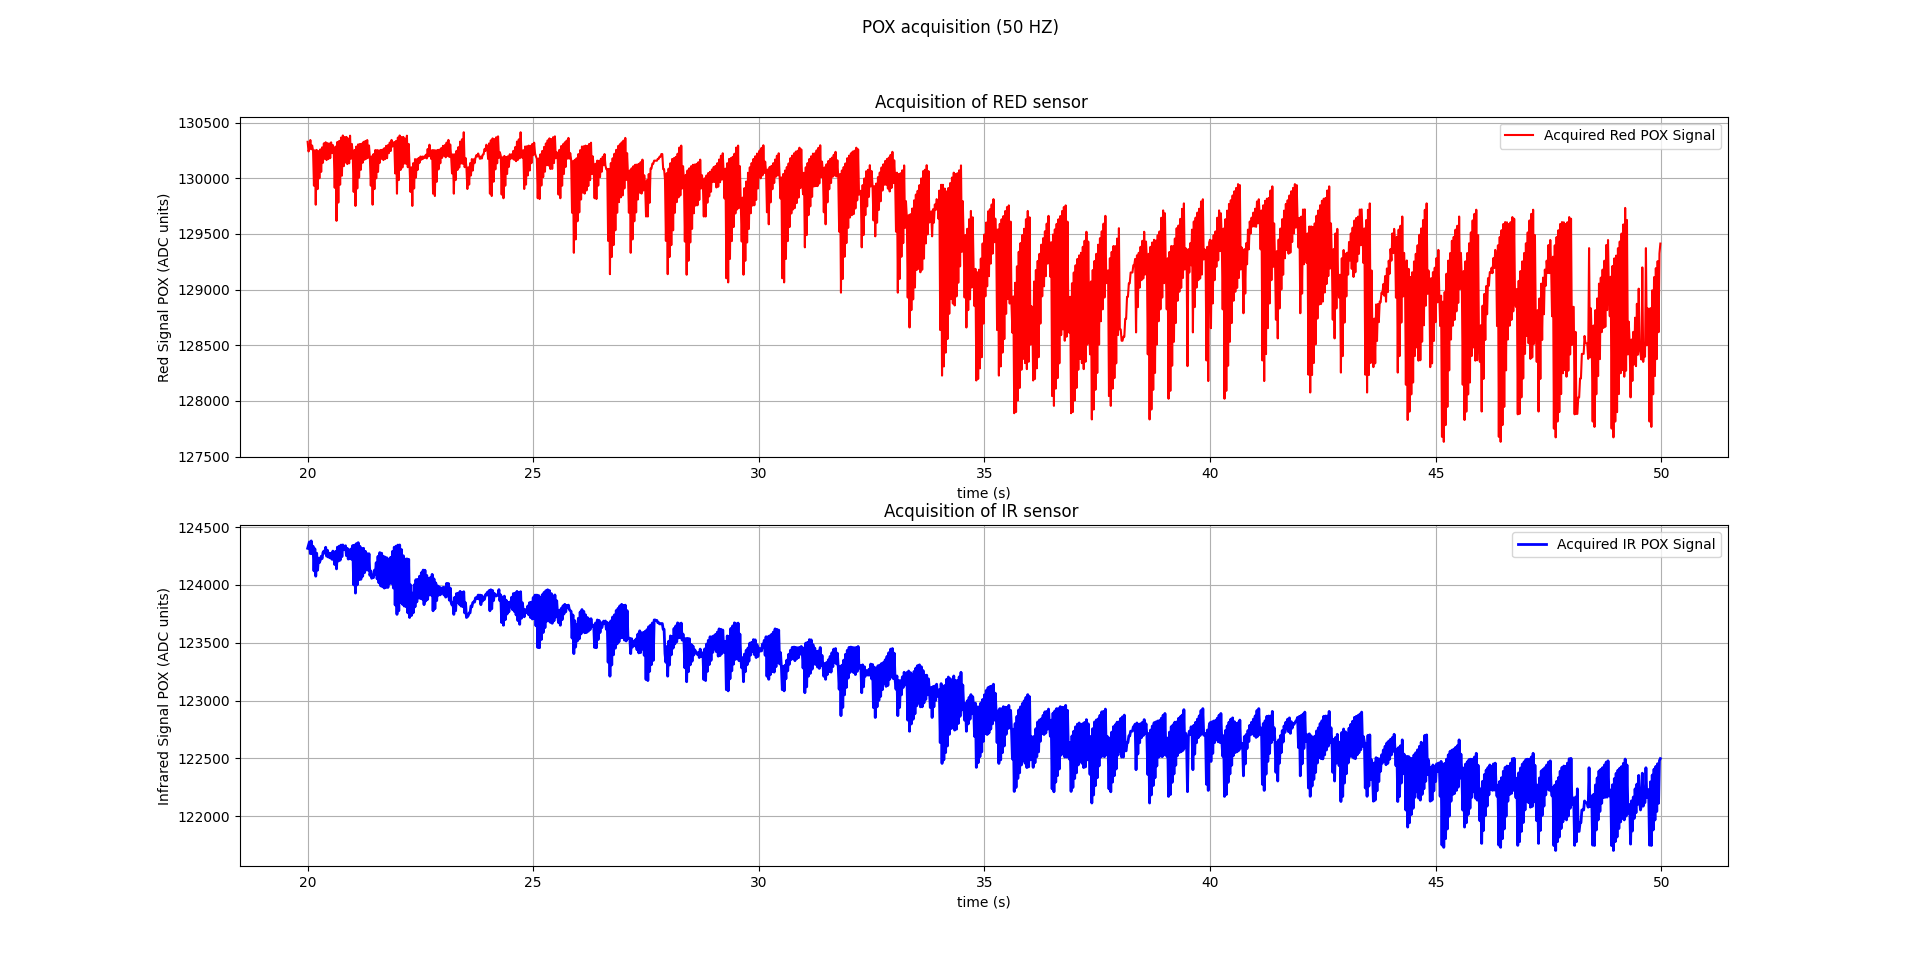 POX acquisition (50 HZ)
Acquisition of RED sensor
Acquired Red POX Signal
Red Signal POX (ADC units)
130500
130000
129500
129000
128500
128000
127500
20 25 30 35 40 45 50
time (s)
Acquisition of IR sensor
Acquired IR POX Signal
Infrared Signal POX (ADC units)
124500
124000
123500
123000
122500
122000
20 25 30 35 40 45 50
time (s)